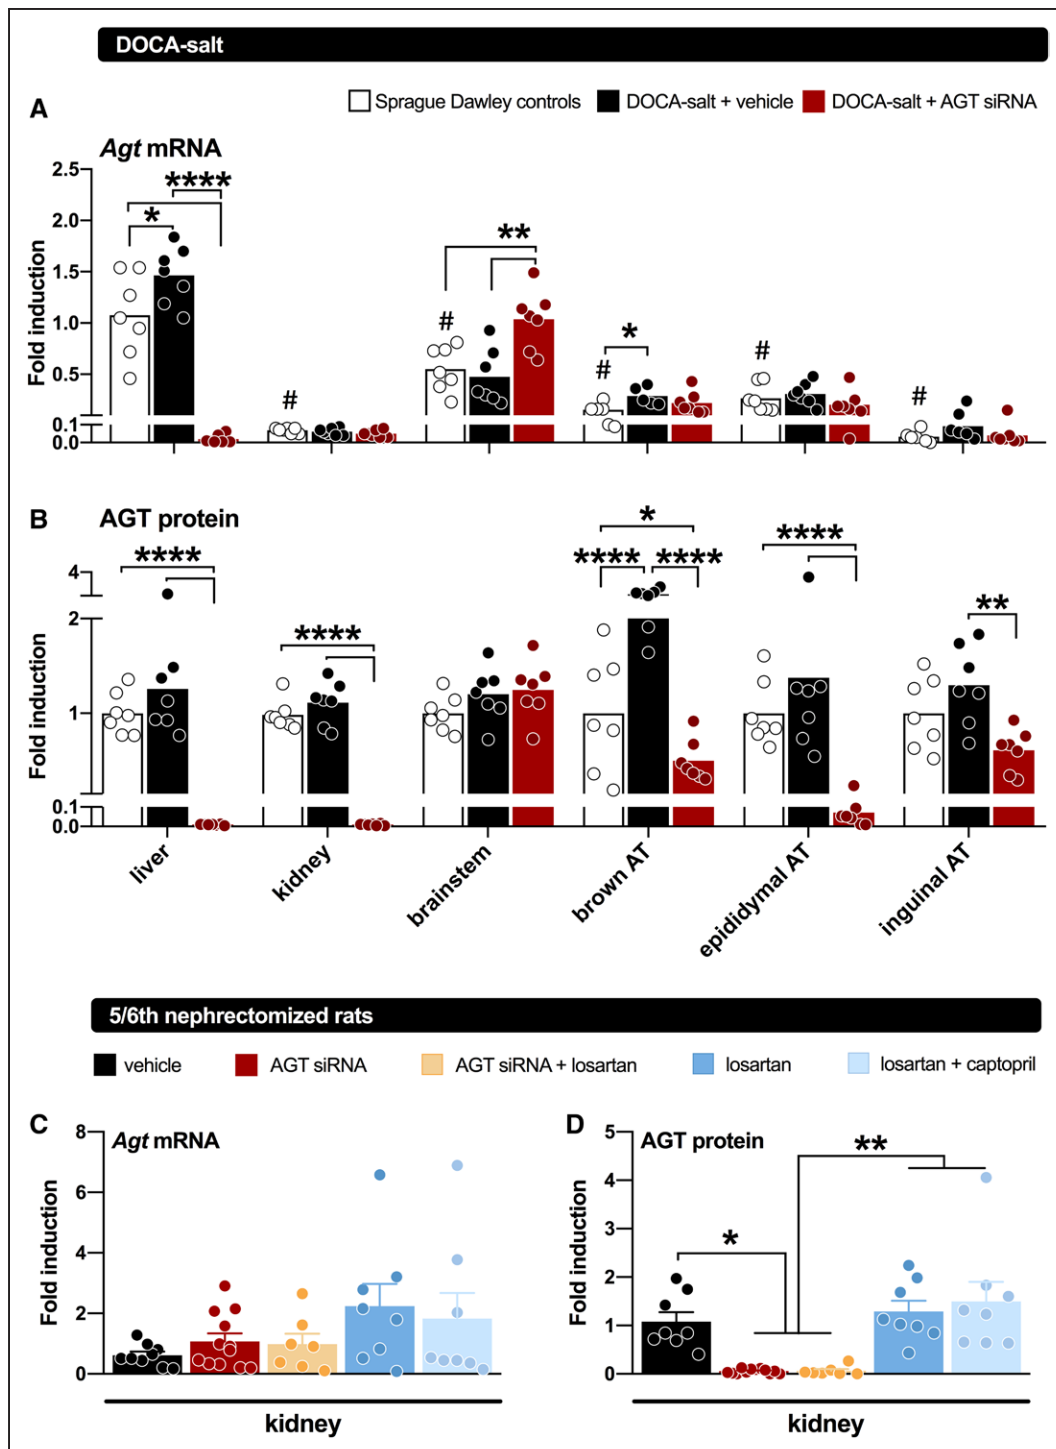 DOCA-salt
A
Sprague Dawley controls DOCA-salt + vehicle DOCA-salt + AGT siRNA
Agt mRNA
Fold induction
2.5
2.0
1.5
1.0
0.5
0.1
0.0
**** * # ** # * # # #
B
AGT protein
Fold induction
4
2
1
0.1
0.0
**** **** * **** **** **** **
liver kidney brainstem brown AT epididymal AT inguinal AT
5/6th nephrectomized rats
vehicle AGT siRNA AGT siRNA + losartan losartan losartan + captopril
C
Agt mRNA
Fold induction
8
6
4
2
0
kidney
D
AGT protein
Fold induction
5
4
3
2
1
0
* **
kidney